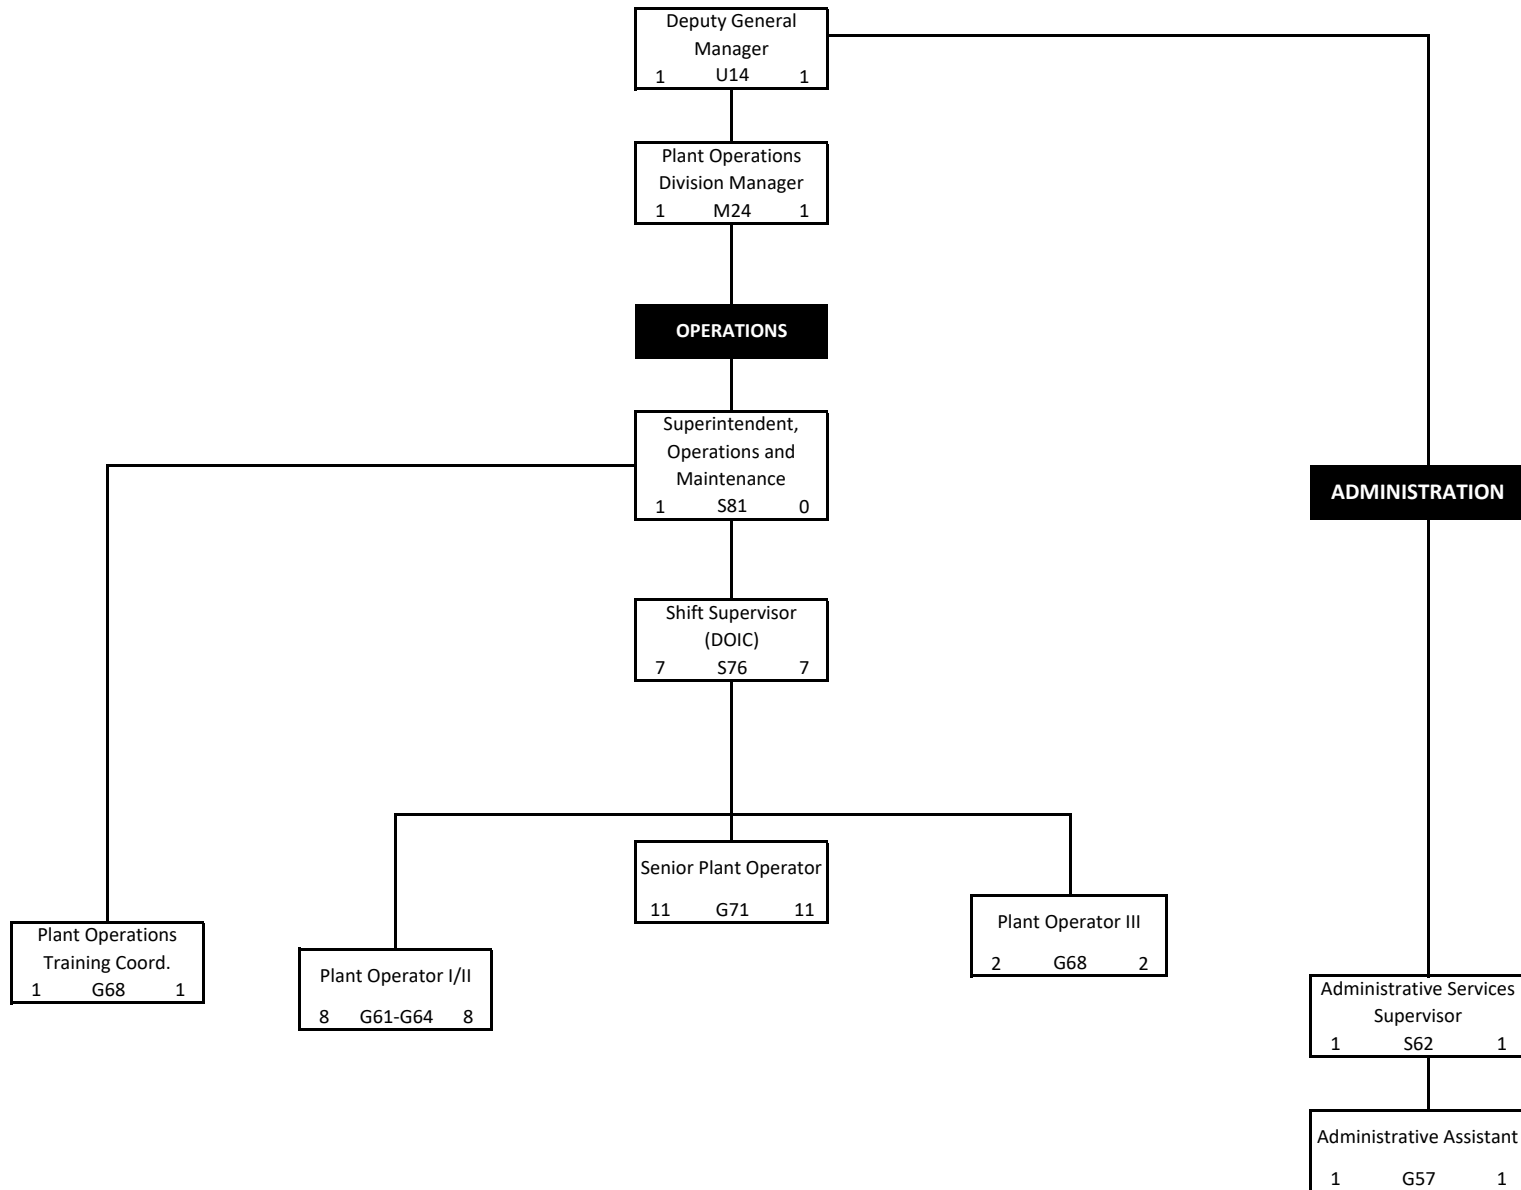 Deputy General
Manager
1 U14 1
Plant Operations
Division Manager
1 M24 1
OPERATIONS
Superintendent,
Operations and
Maintenance
1 S81 0
ADMINISTRATION
Shift Supervisor
(DOIC)
7 S76 7
Senior Plant Operator
11 G71 11
Plant Operator III
2 G68 2
Plant Operations
Training Coord.
1 G68 1
Plant Operator I/II
8 G61-G64 8
Administrative Services
Supervisor
1 S62 1
Administrative Assistant
1 G57 1